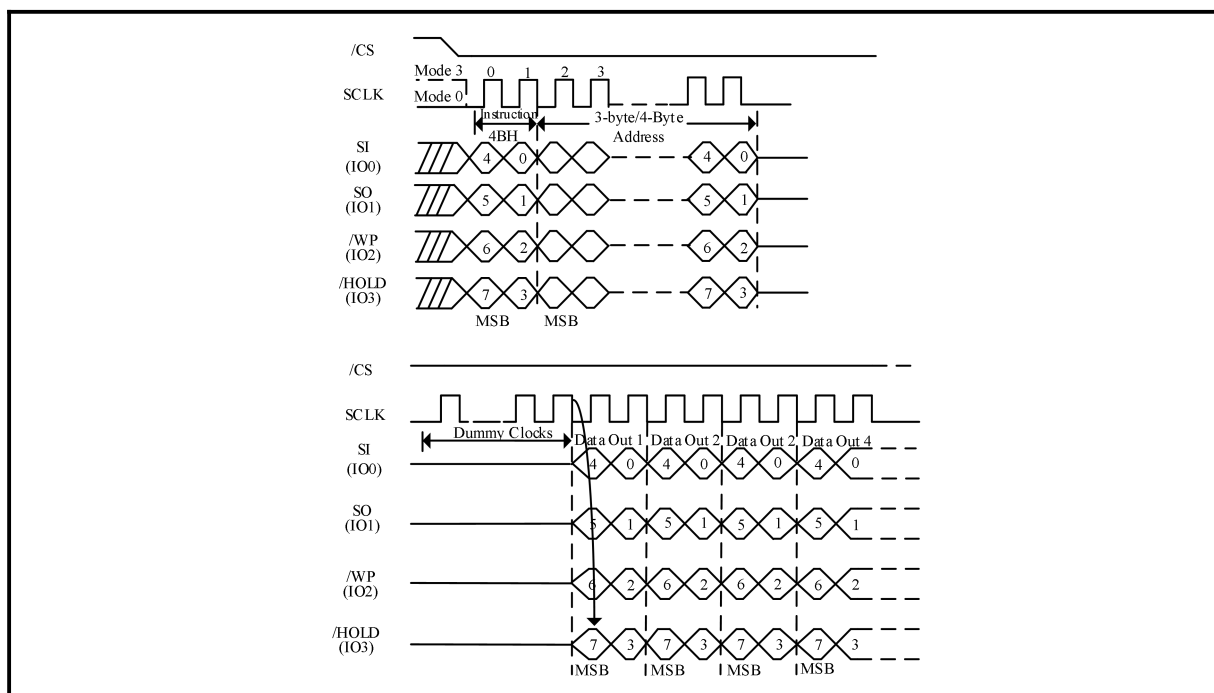 /CS
Mode 3 0 1 2 3
SCLK Mode 0
Instruction 3-byte/4-Byte
4BH Address
SI
(IO0) 4 0 4 0
SO
(IO1) 5 1 5 1
/WP
(IO2) 6 2 6 2
/HOLD
(IO3) 7 3 7 3
MSB MSB
/CS
SCLK
Dummy Clocks Data Out 1 Data Out 2 Data Out 2 Data Out 4
SI
(IO0) 4 0 4 0 4 0 4 0
SO
(IO1) 5 1 5 1 5 1 5 1
/WP
(IO2) 6 2 6 2 6 2 6 2
/HOLD
(IO3) 7 3 7 3 7 3 7 3
MSB MSB MSB MSB